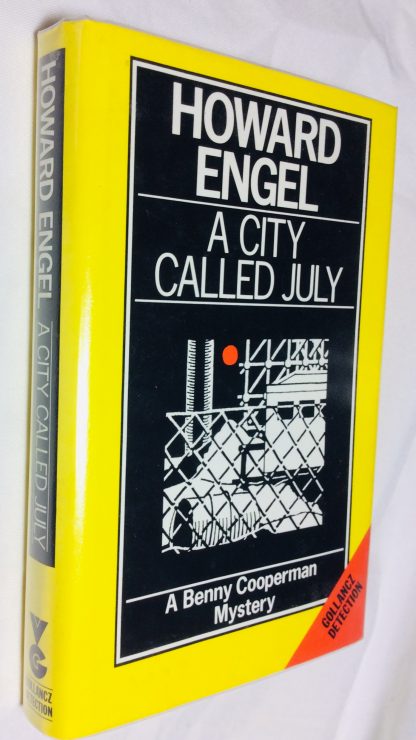 HOWARD
ENGEL
A CITY
CALLED JULY
A Benny Cooperman
Mystery
GOLLANCZ
DETECTION
HOWARD ENGEL A CITY CALLED JULY
VG
GOLLANCZ
DETECTION